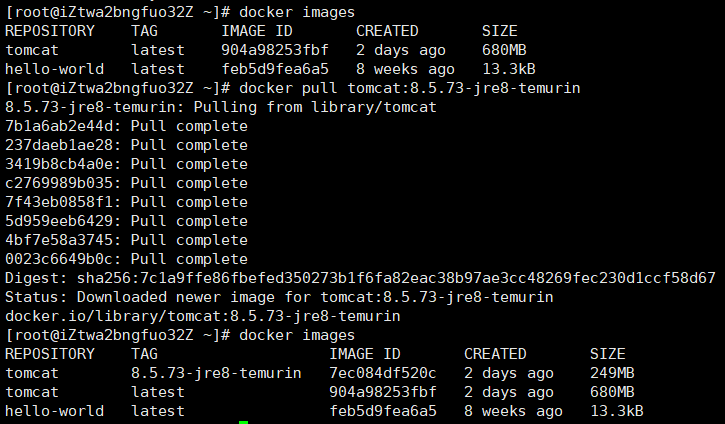 [root@iZtwa2bngfuo32Z ~]# docker images
REPOSITORY    TAG       IMAGE ID       CREATED       SIZE
tomcat        latest    904a98253fbf   2 days ago    680MB
hello-world   latest    feb5d9fea6a5   8 weeks ago   13.3kB
[root@iZtwa2bngfuo32Z ~]# docker pull tomcat:8.5.73-jre8-temurin
8.5.73-jre8-temurin: Pulling from library/tomcat
7b1a6ab2e44d: Pull complete
237daeb1ae28: Pull complete
3419b8cb4a0e: Pull complete
c2769989b035: Pull complete
7f43eb0858f1: Pull complete
5d959eeb6429: Pull complete
4bf7e58a3745: Pull complete
0023c6649b0c: Pull complete
Digest: sha256:7c1a9ffe86fbefed350273b1f6fa82eac38b97ae3cc48269fec230d1ccf58d67
Status: Downloaded newer image for tomcat:8.5.73-jre8-temurin
docker.io/library/tomcat:8.5.73-jre8-temurin
[root@iZtwa2bngfuo32Z ~]# docker images
REPOSITORY    TAG                   IMAGE ID       CREATED       SIZE
tomcat        8.5.73-jre8-temurin   7ec084df520c   2 days ago    249MB
tomcat        latest                904a98253fbf   2 days ago    680MB
hello-world   latest                feb5d9fea6a5   8 weeks ago   13.3kB